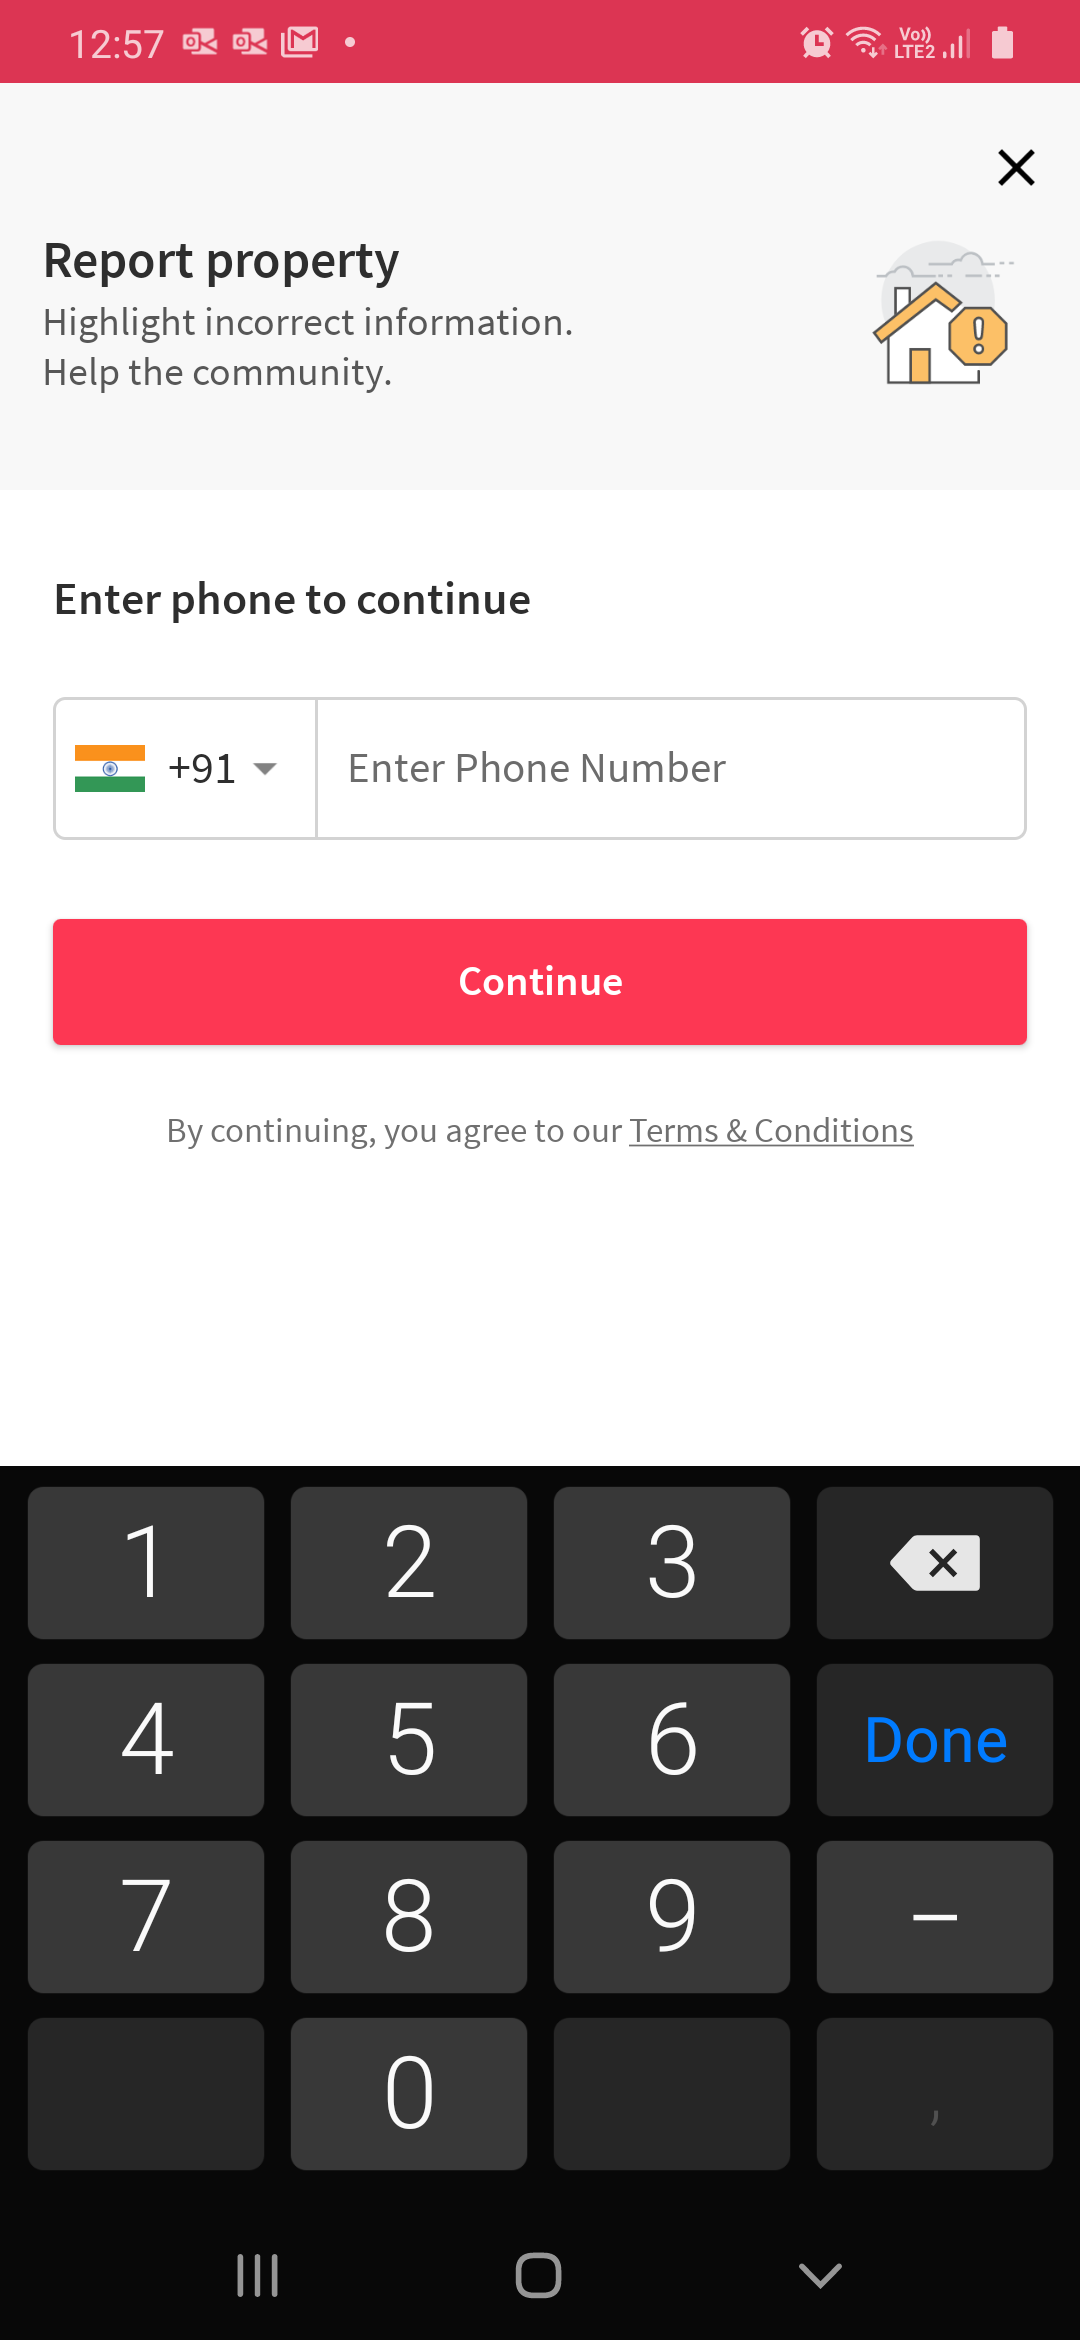 12:57
Vo)) LTE2
Report property
Highlight incorrect information.
Help the community.
Enter phone to continue
+91
Enter Phone Number
Continue
By continuing, you agree to our Terms & Conditions
1 2 3
4 5 6 Done
7 8 9 –
0 ,